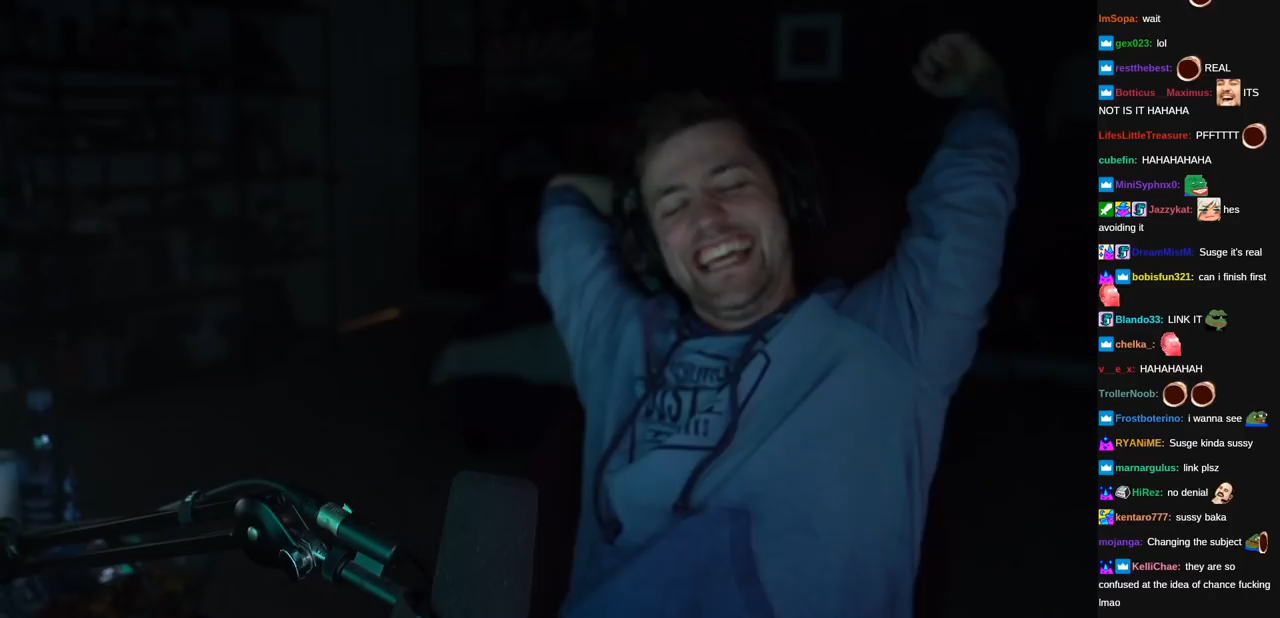 ImSopa: wait
gex023: lol
restthebest: REAL
Botticus__Maximus: ITS
NOT IS IT HAHAHA
LifesLittleTreasure: PFFTTTT
cubefin: HAHAHAHAHA
MiniSyphnx0:
Jazzykat: hes
avoiding it
DreamMistM: Susge it's real
bobisfun321: can i finish first
Blando33: LINK IT
chelka_:
v__e_x: HAHAHAHAH
TrollerNoob:
Frostboterino: i wanna see
RYANiME: Susge kinda sussy
marnargulus: link plsz
HiRez: no denial
kentaro777: sussy baka
mojanga: Changing the subject
KelliChae: they are so
confused at the idea of chance fucking
lmao